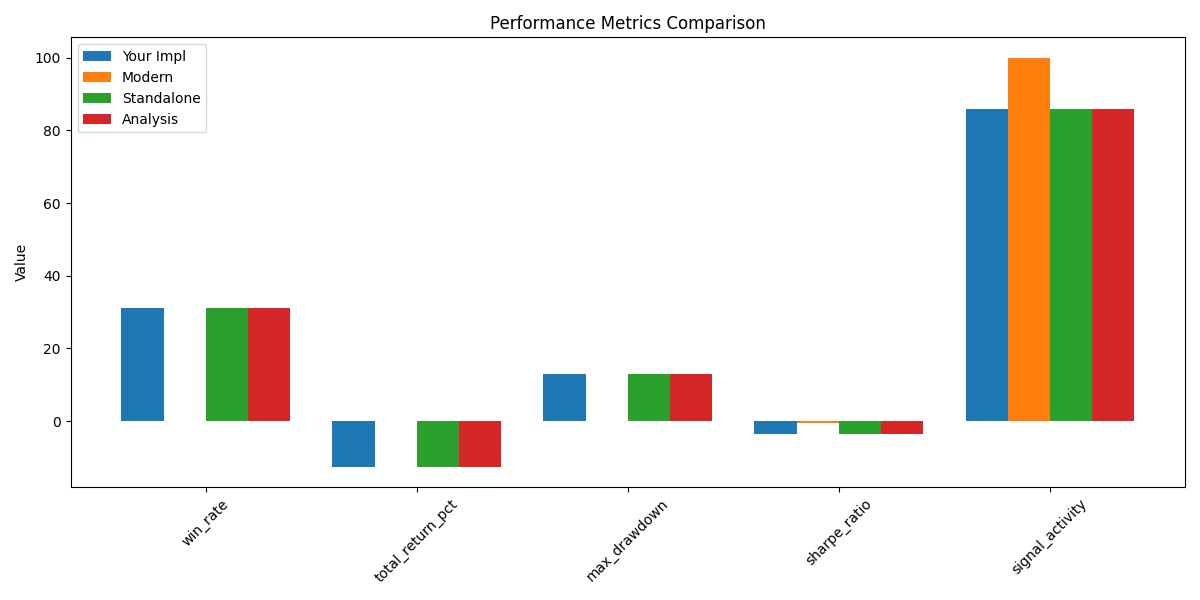 Performance Metrics Comparison
Your Impl
Modern
Standalone
Analysis
Value
100
80
60
40
20
0
win_rate
total_return_pct
max_drawdown
sharpe_ratio
signal_activity